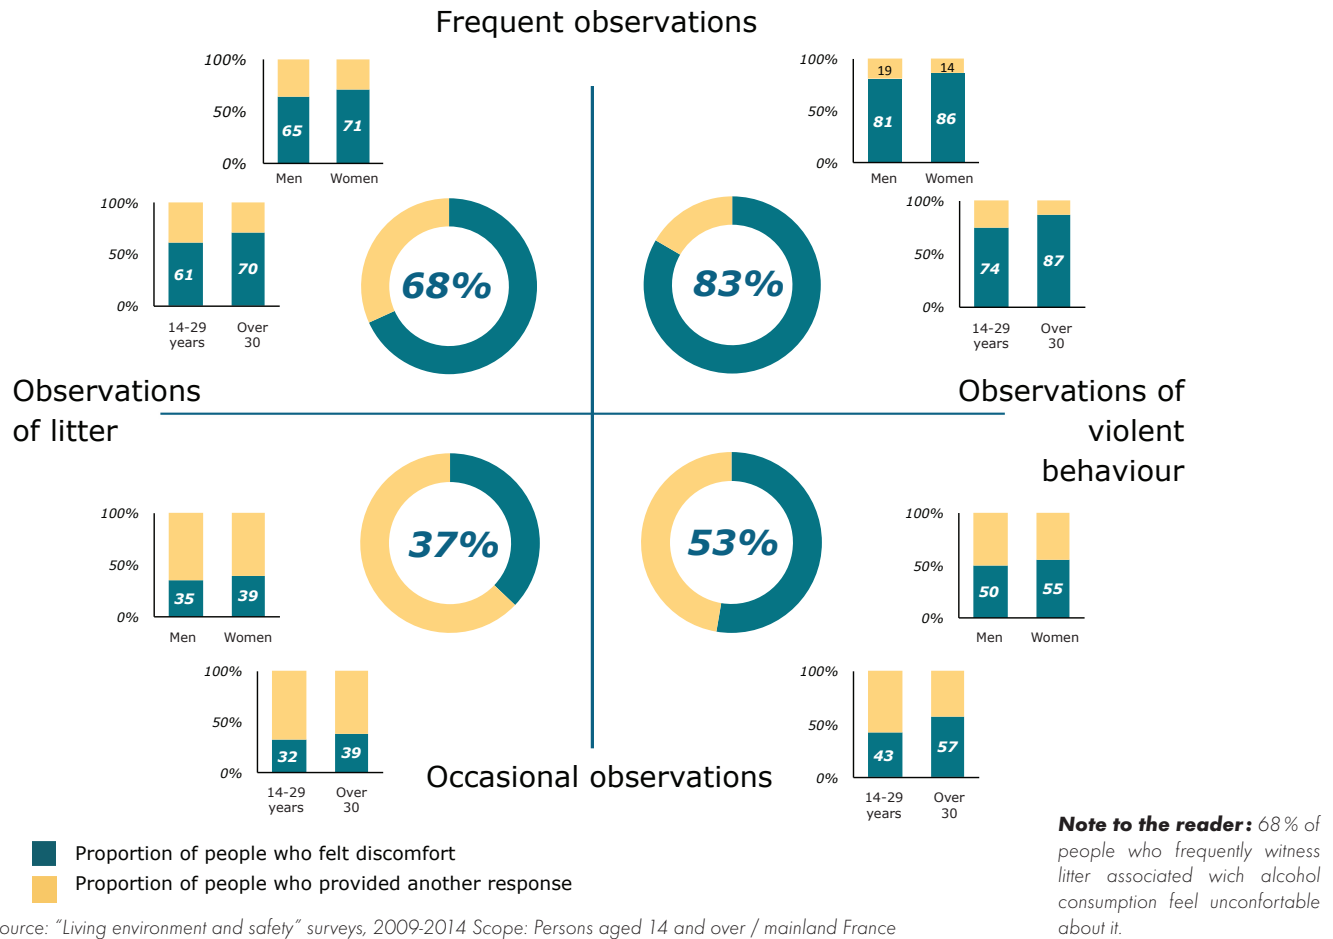 Frequent observations
100%
50%
0%
65
71
Men
Women
100%
50%
0%
61
70
14-29
years
Over
30
68%
100%
50%
0%
19
14
81
86
Men
Women
100%
50%
0%
74
87
14-29
years
Over
30
83%
Observations
of litter
Observations of
violent
behaviour
100%
50%
0%
35
39
Men
Women
37%
100%
50%
0%
32
39
14-29
years
Over
30
53%
100%
50%
0%
50
55
Men
Women
100%
50%
0%
43
57
14-29
years
Over
30
Occasional observations
Proportion of people who felt discomfort
Proportion of people who provided another response
Note to the reader: 68% of
people who frequently witness
litter associated wich alcohol
consumption feel unconfortable
about it.
ource: “Living environment and safety” surveys, 2009-2014 Scope: Persons aged 14 and over / mainland France